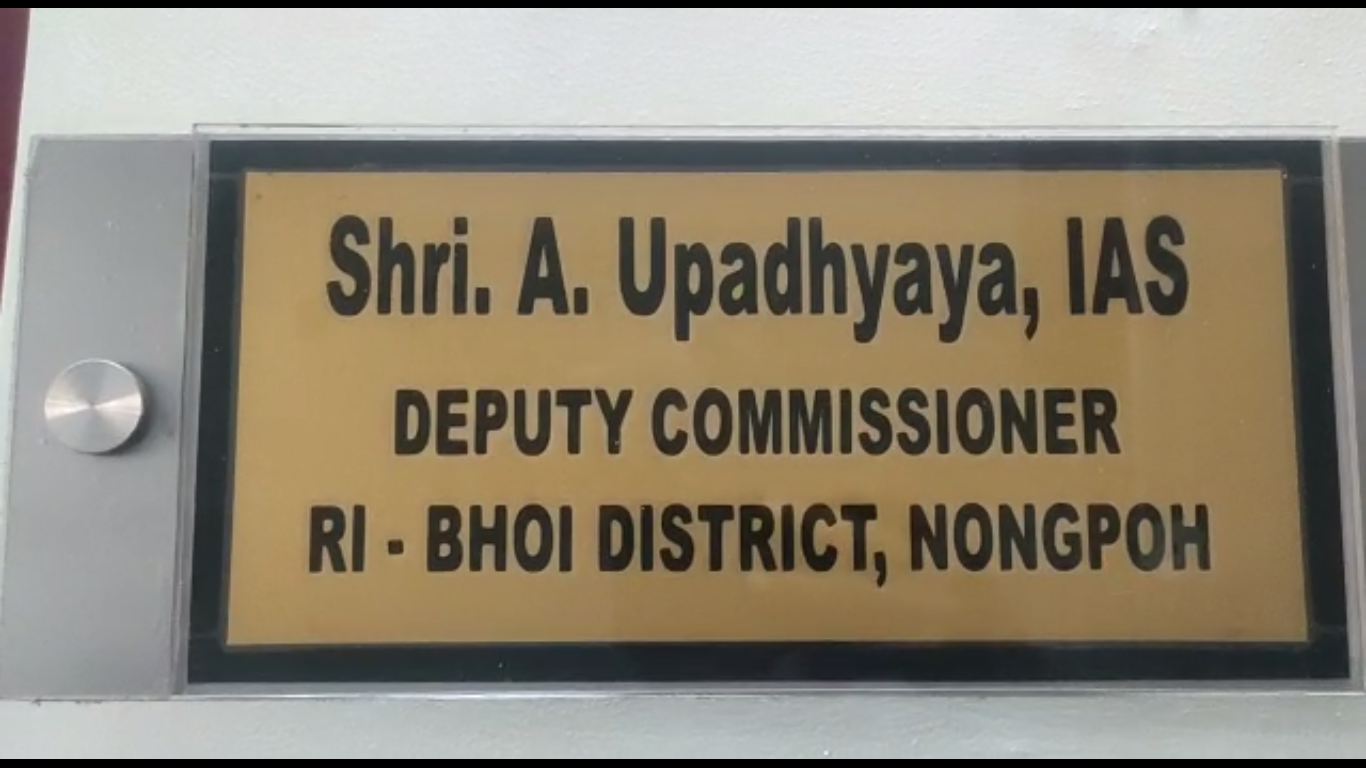 Shri. A. Upadhyaya, IAS
DEPUTY COMMISSIONER
RI - BHOI DISTRICT, NONGPOH